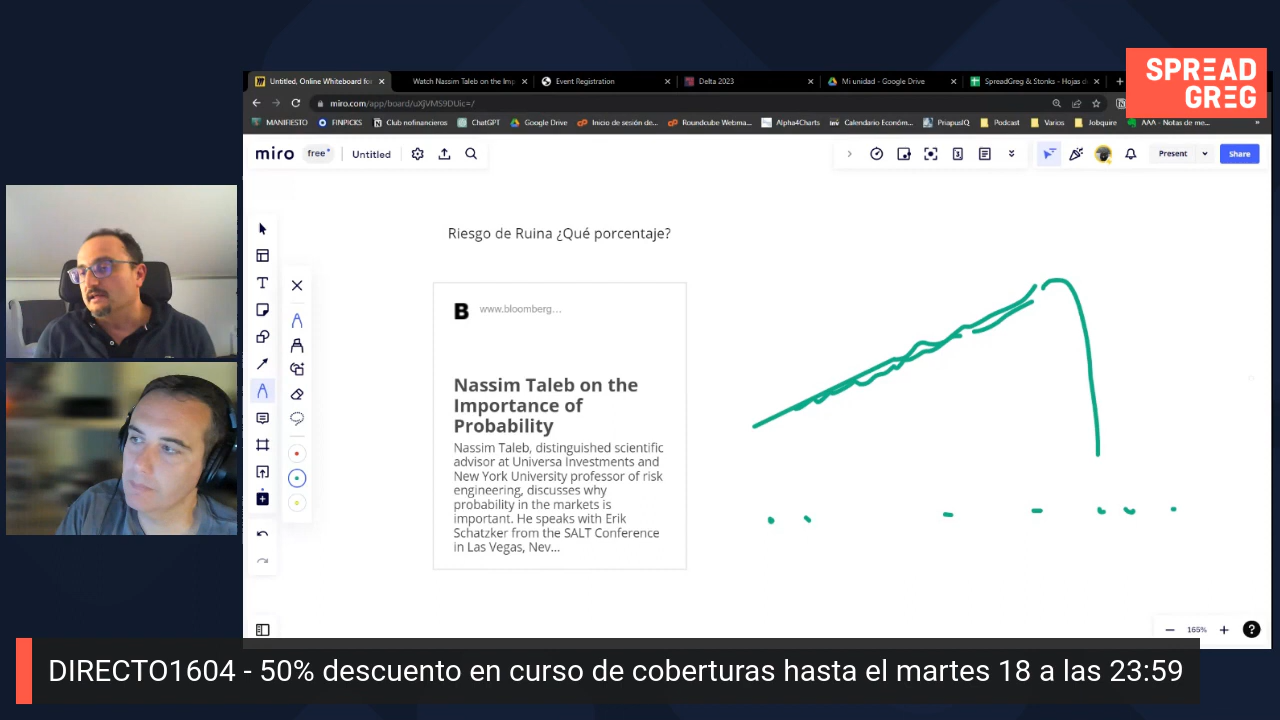 SPREAD
GREG
Untitled, Online Whiteboard for
Watch Nassim Taleb on the Imp
Event Registration
Delta 2023
Mi unidad - Google Drive
SpreadGreg & Stonks - Hojas d
miro.com/app/board/uXjVMS9DUic=/
MANIFIESTO
FINPICKS
Club nofinancieros
ChatGPT
Google Drive
Inicio de sesión de...
Roundcube Webma...
Alpha4Charts
Calendario Económ...
PriapusIQ
Podcast
Varios
Jobquire
AAA - Notas de me...
miro
free
Untitled
Present
Share
Riesgo de Ruina ¿Qué porcentaje?
B
www.bloomberg...
Nassim Taleb on the
Importance of
Probability
Nassim Taleb, distinguished scientific
advisor at Universa Investments and
New York University professor of risk
engineering, discusses why
probability in the markets is
important. He speaks with Erik
Schatzker from the SALT Conference
in Las Vegas, Nev...
165%
DIRECTO1604 - 50% descuento en curso de coberturas hasta el martes 18 a las 23:59